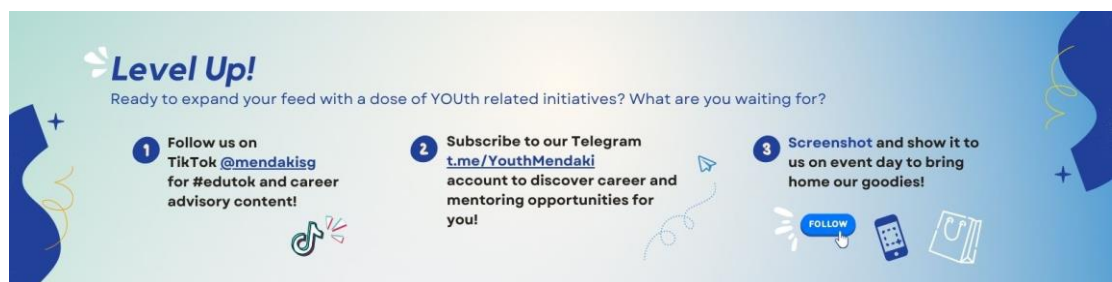 Level Up!
Ready to expand your feed with a dose of YOUth related initiatives? What are you waiting for?
1
Follow us on
TikTok @mendakisg
for #edutok and career
advisory content!
2
Subscribe to our Telegram
t.me/YouthMendaki
account to discover career and
mentoring opportunities for
you!
3
Screenshot and show it to
us on event day to bring
home our goodies!
FOLLOW